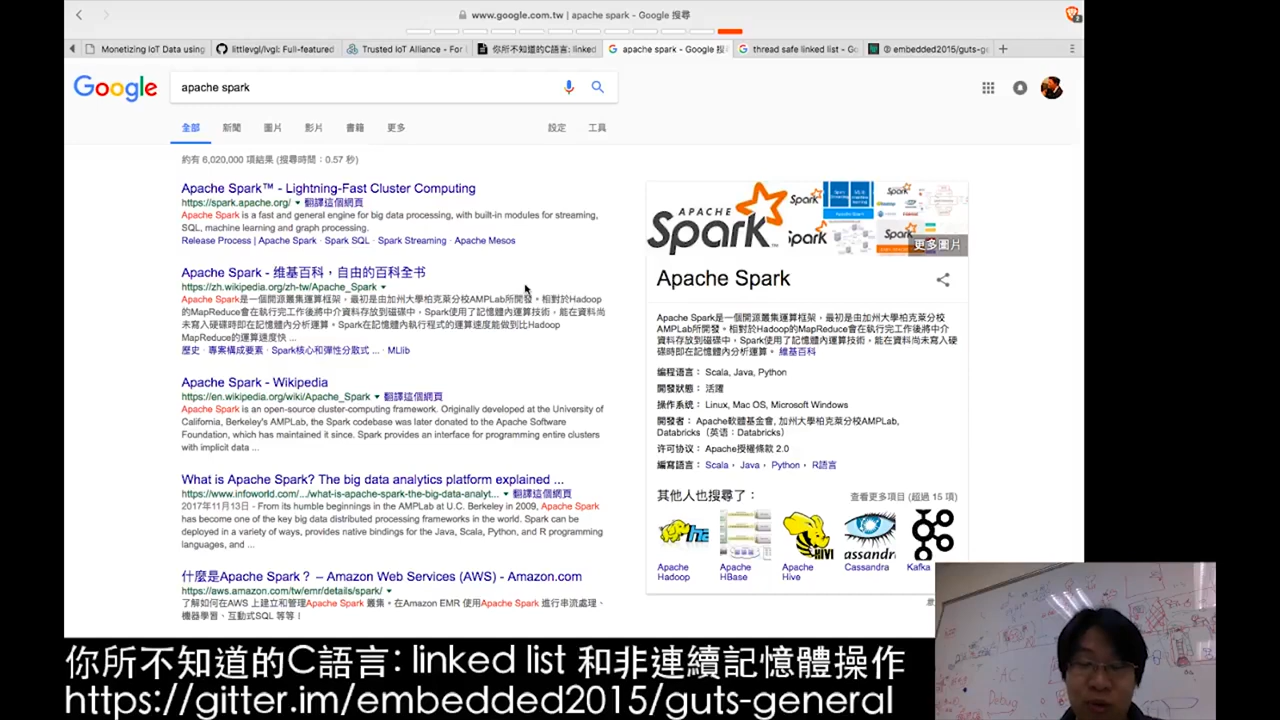 www.google.com.tw | apache spark - Google 搜尋
Monetizing IoT Data using
littlevgl/lvgl: Full-featured
Trusted IoT Alliance - For
你所不知道的C語言: linked
apache spark - Google 搜
thread safe linked list - Go
embedded2015/guts-ge
Google
apache spark
全部 新聞 圖片 影片 書籍 更多 設定 工具
約有 6,020,000 項結果 (搜尋時間：0.57 秒)
Apache Spark™ - Lightning-Fast Cluster Computing
https://spark.apache.org/ ▼ 翻譯這個網頁
Apache Spark is a fast and general engine for big data processing, with built-in modules for streaming,
SQL, machine learning and graph processing.
Release Process | Apache Spark · Spark SQL · Spark Streaming · Apache Mesos
Apache Spark - 維基百科，自由的百科全书
https://zh.wikipedia.org/zh-tw/Apache_Spark ▼
Apache Spark是一個開源叢集運算框架，最初是由加州大學柏克萊分校AMPLab所開發。相對於Hadoop
的MapReduce會在執行完工作後將中介資料存放到磁碟中，Spark使用了記憶體內運算技術，能在資料尚
未寫入硬碟時即在記憶體內分析運算。Spark在記憶體內執行程式的運算速度能做到比Hadoop
MapReduce的運算速度快 ...
歷史 · 專案構成要素 · Spark核心和彈性分散式 ... · MLlib
Apache Spark - Wikipedia
https://en.wikipedia.org/wiki/Apache_Spark ▼ 翻譯這個網頁
Apache Spark is an open-source cluster-computing framework. Originally developed at the University of
California, Berkeley's AMPLab, the Spark codebase was later donated to the Apache Software
Foundation, which has maintained it since. Spark provides an interface for programming entire clusters
with implicit data ...
What is Apache Spark? The big data analytics platform explained ...
https://www.infoworld.com/.../what-is-apache-spark-the-big-data-analyt... ▼ 翻譯這個網頁
2017年11月13日 - From its humble beginnings in the AMPLab at U.C. Berkeley in 2009, Apache Spark
has become one of the key big data distributed processing frameworks in the world. Spark can be
deployed in a variety of ways, provides native bindings for the Java, Scala, Python, and R programming
languages, and ...
什麼是Apache Spark？ – Amazon Web Services (AWS) - Amazon.com
https://aws.amazon.com/tw/emr/details/spark/ ▼
了解如何在AWS 上建立和管理Apache Spark 叢集。在Amazon EMR 使用Apache Spark 進行串流處理、
機器學習、互動式SQL 等等！
APACHE
Spark
更多圖片
Apache Spark
Apache Spark是一個開源叢集運算框架，最初是由加州大學柏克萊分校
AMPLab所開發。相對於Hadoop的MapReduce會在執行完工作後將中介
資料存放到磁碟中，Spark使用了記憶體內運算技術，能在資料尚未寫入硬
碟時即在記憶體內分析運算。 維基百科
编程语言： Scala, Java, Python
開發狀態： 活躍
操作系統： Linux, Mac OS, Microsoft Windows
開發者： Apache軟體基金會, 加州大學柏克萊分校AMPLab,
Databricks（英语：Databricks）
许可协议： Apache授權條款 2.0
編寫語言： Scala、 Java、 Python、 R語言
其他人也搜尋了：
查看更多項目 (超過 15 項)
Apache Hadoop
Apache HBase
Apache Hive
Cassandra
Kafka
你所不知道的C語言: linked list 和非連續記憶體操作
https://gitter.im/embedded2015/guts-general